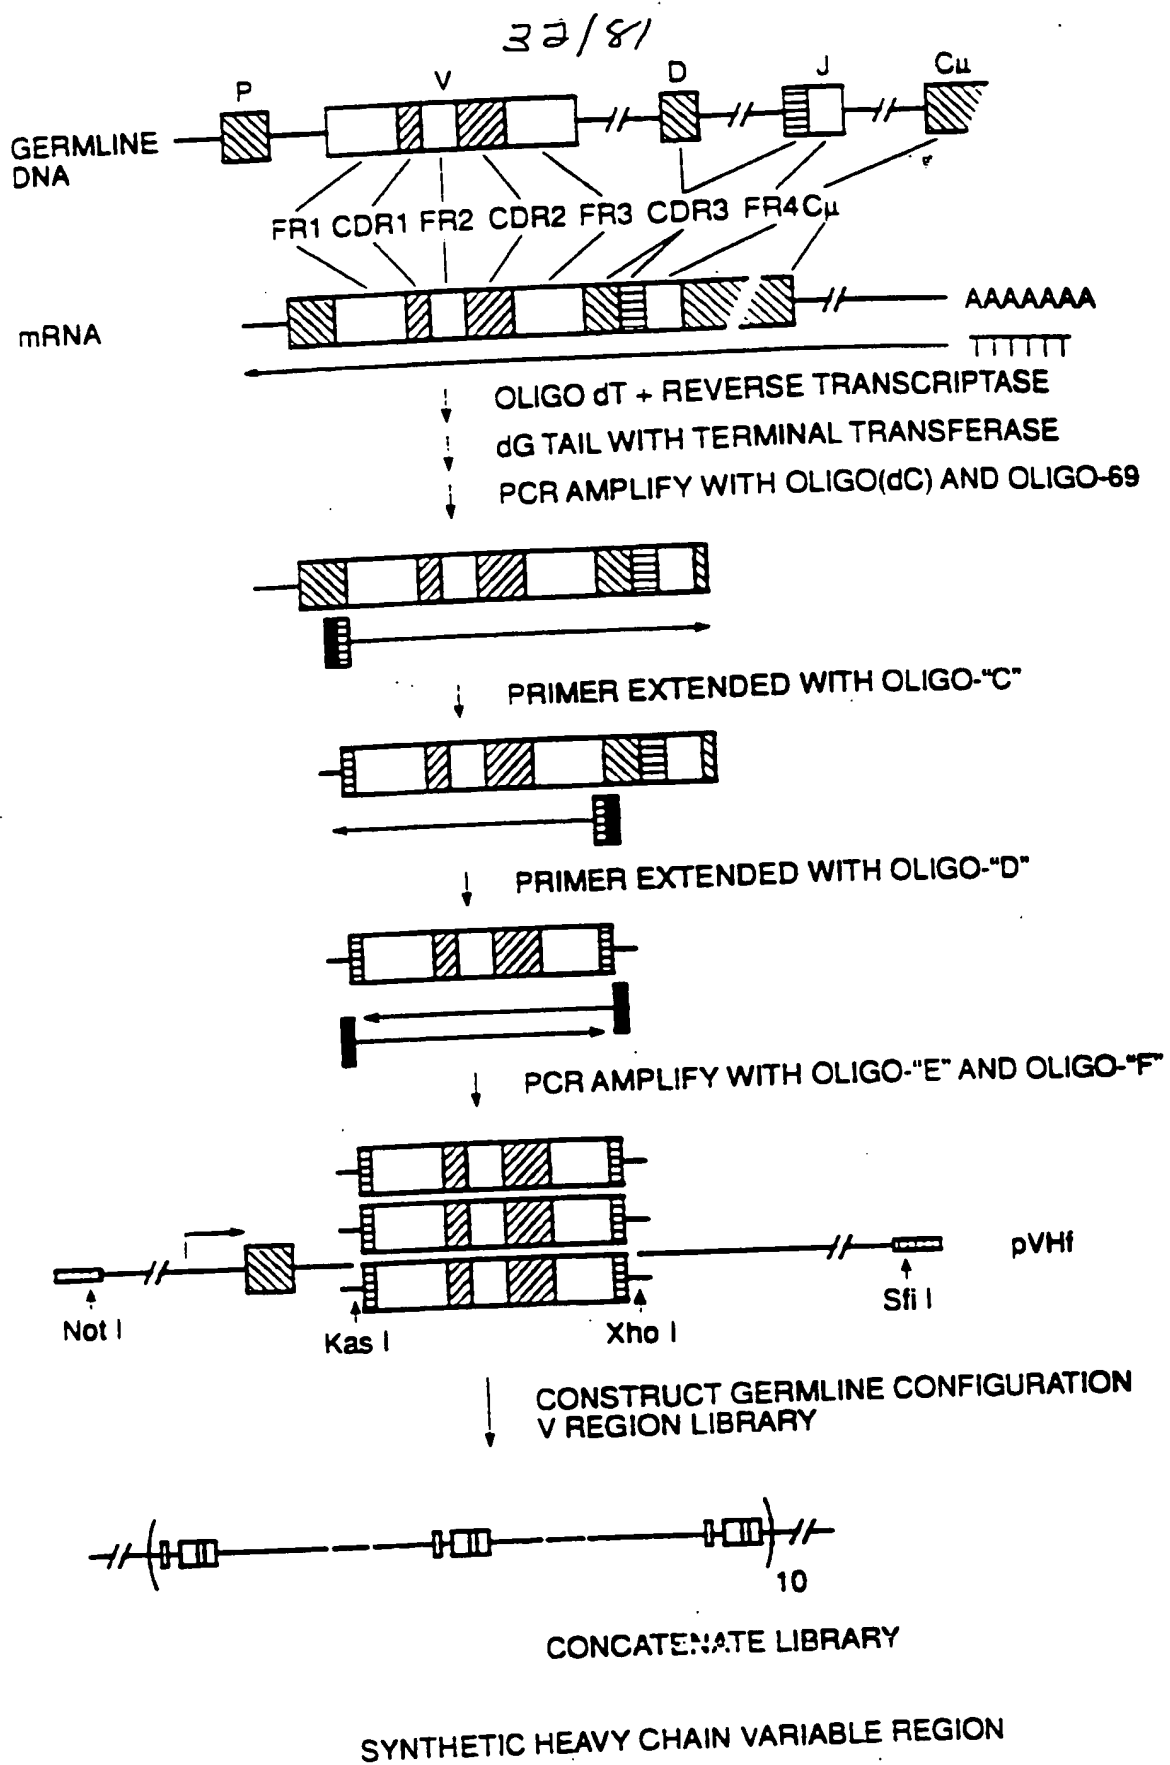 32/81
P V D J Cμ
GERMLINE
DNA
FR1 CDR1 FR2 CDR2 FR3 CDR3 FR4 Cμ
mRNA
AAAAAAA
TTTTTT
OLIGO dT + REVERSE TRANSCRIPTASE
dG TAIL WITH TERMINAL TRANSFERASE
PCR AMPLIFY WITH OLIGO(dC) AND OLIGO-69
PRIMER EXTENDED WITH OLIGO-"C"
PRIMER EXTENDED WITH OLIGO-"D"
PCR AMPLIFY WITH OLIGO-"E" AND OLIGO-"F"
pVHf
Not I Kas I Xho I Sfi I
CONSTRUCT GERMLINE CONFIGURATION
V REGION LIBRARY
10
CONCATENATE LIBRARY
SYNTHETIC HEAVY CHAIN VARIABLE REGION